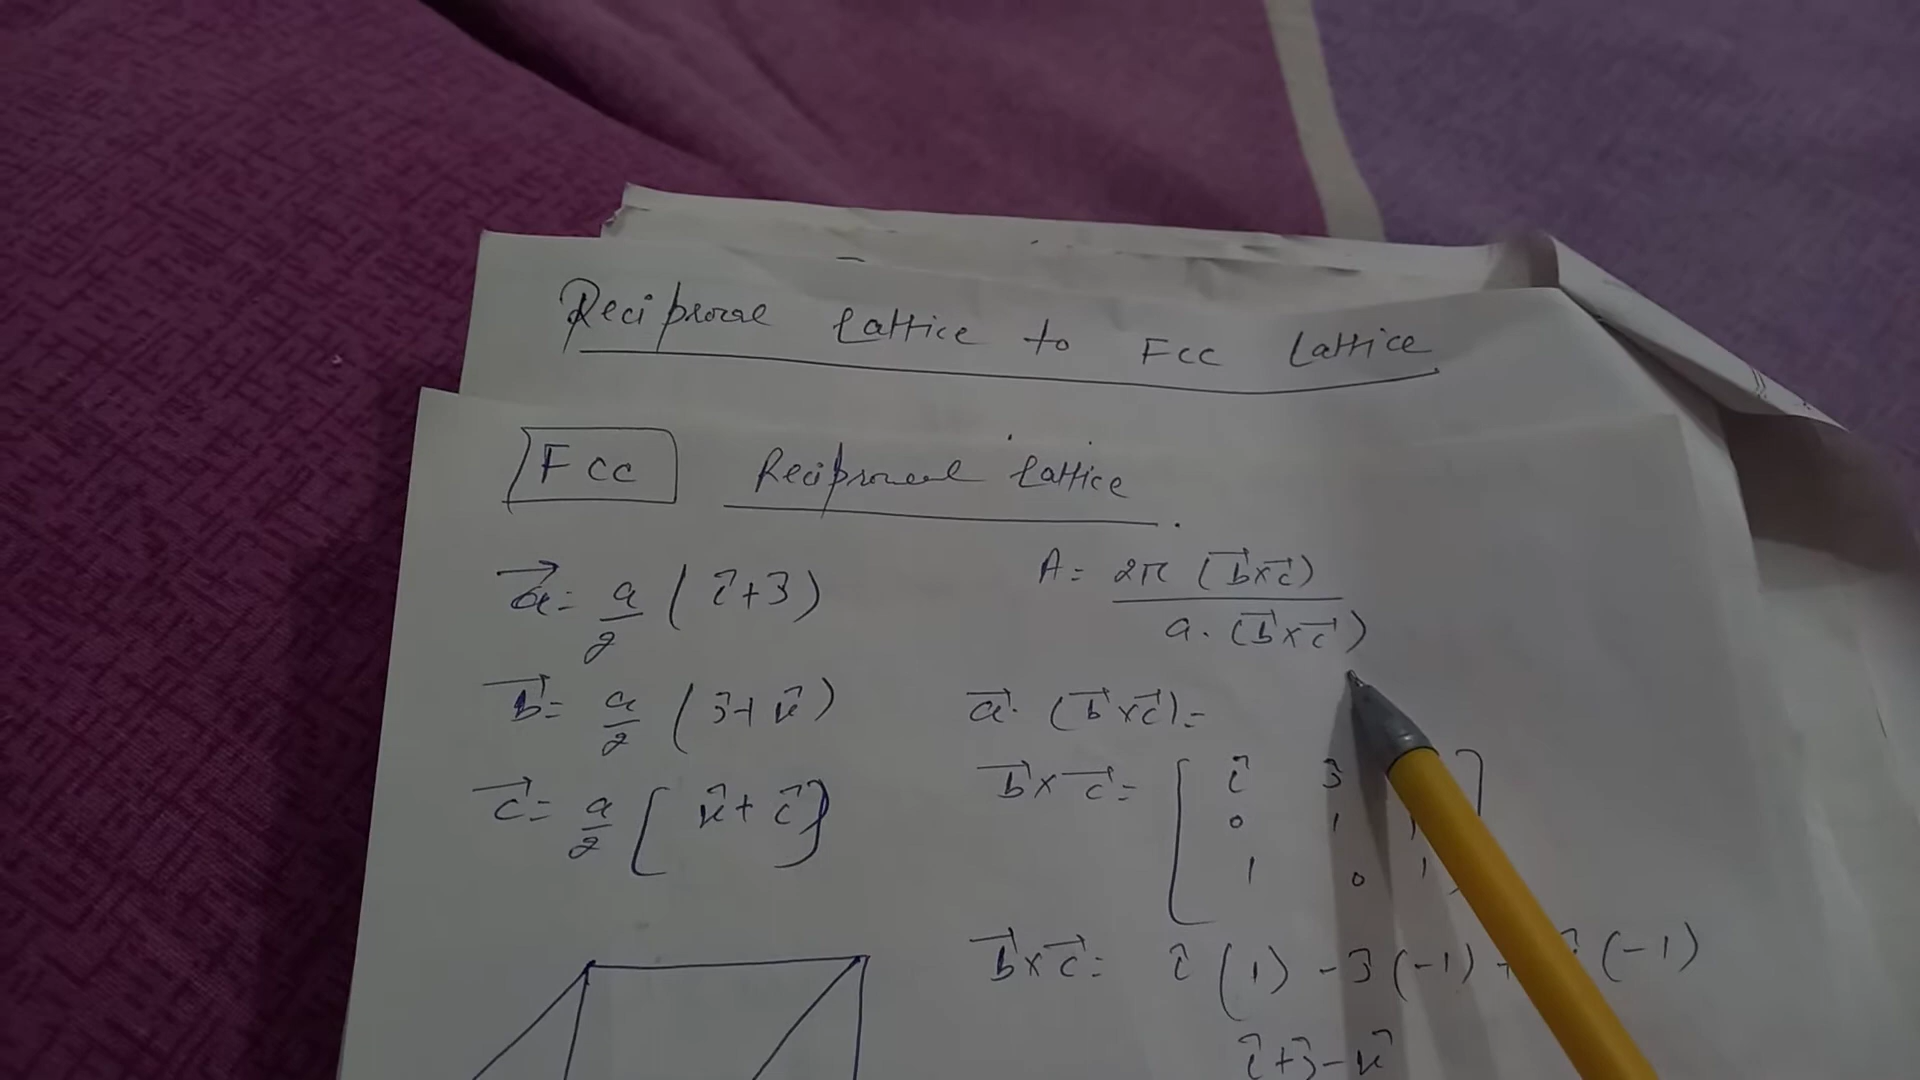 Reciprocal lattice to Fcc Lattice
Fcc Reciprocal lattice.
a⃗ = a/2 ( î + ĵ )
b⃗ = a/2 ( ĵ + k̂ )
c⃗ = a/2 [ k̂ + î ]
A = 2π (b⃗×c⃗) / a. (b⃗×c⃗)
a⃗. (b⃗×c⃗) =
b⃗×c⃗ = [ î ĵ
0 1 1
1 0 1 ]
b⃗×c⃗ = î (1) - ĵ (-1) + (-1)
î + ĵ - k̂